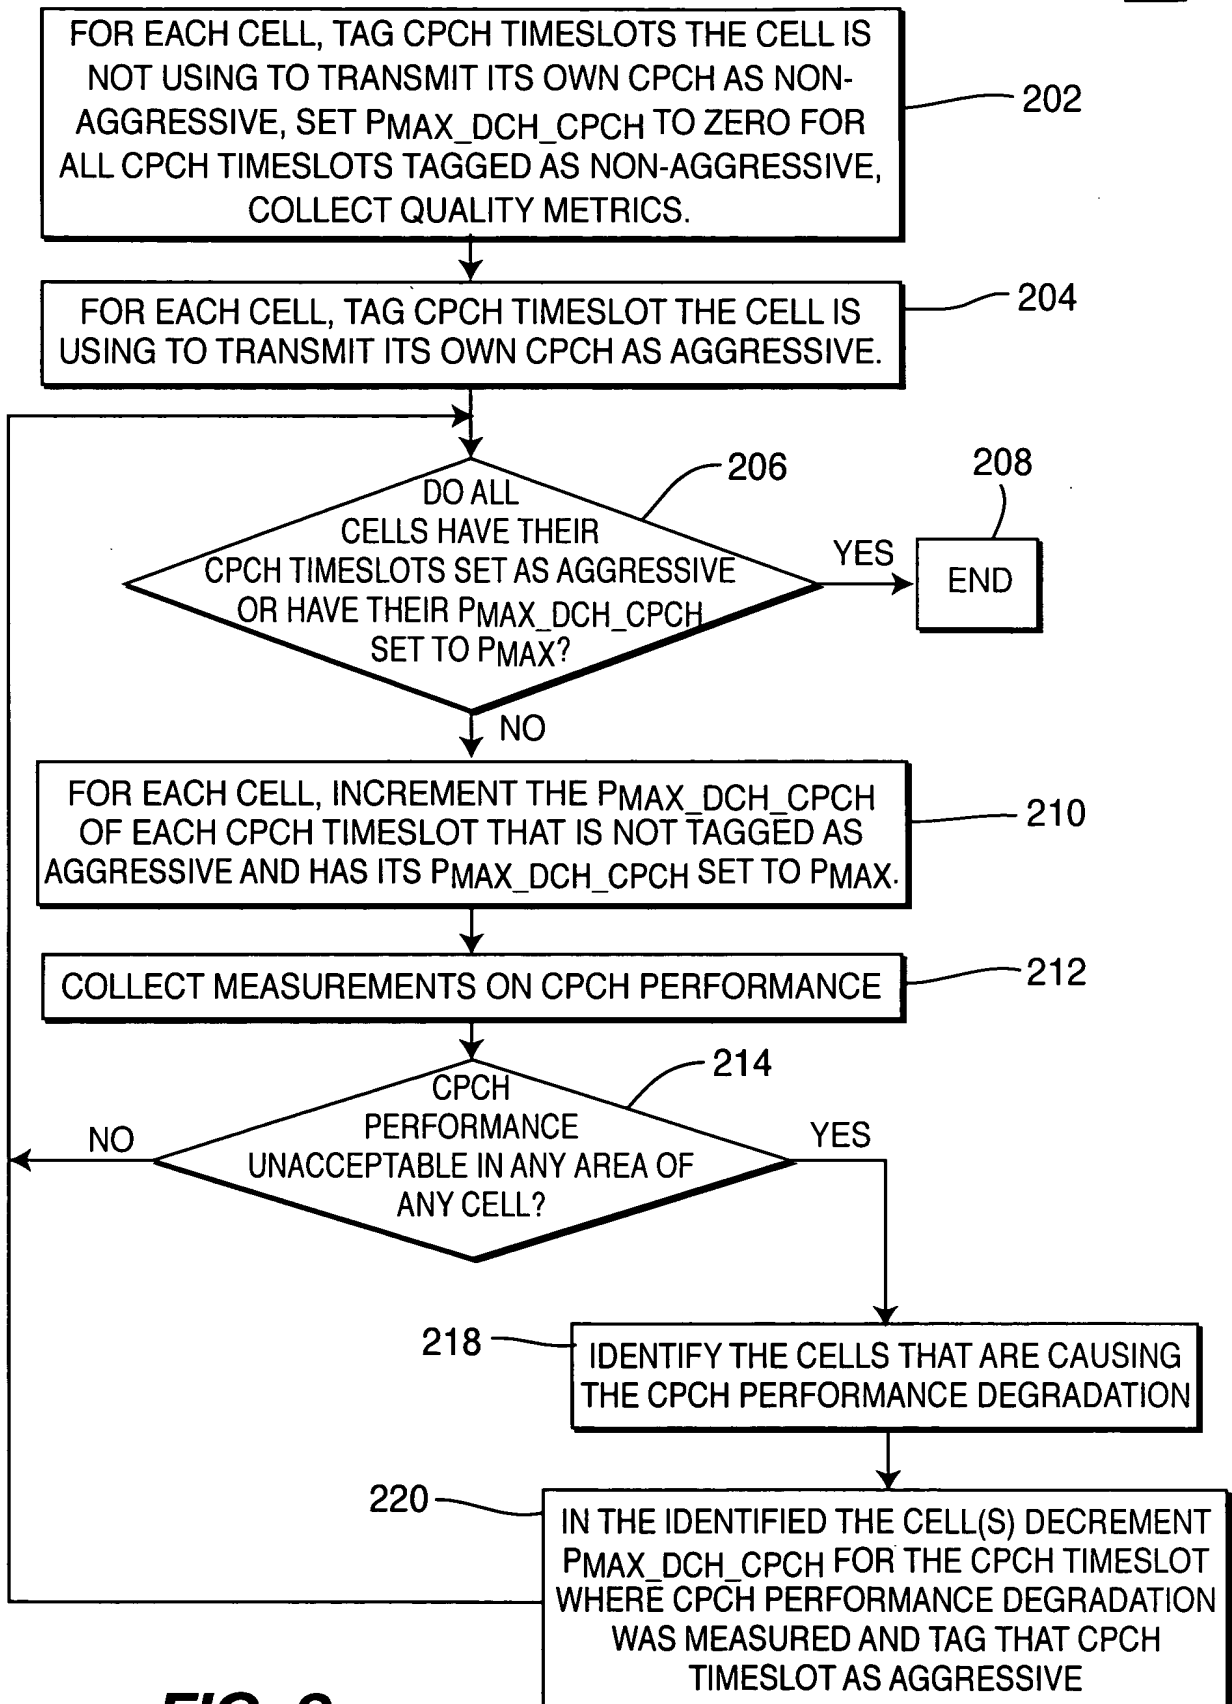 FOR EACH CELL, TAG CPCH TIMESLOTS THE CELL IS
NOT USING TO TRANSMIT ITS OWN CPCH AS NON-
AGGRESSIVE, SET PMAX_DCH_CPCH TO ZERO FOR
ALL CPCH TIMESLOTS TAGGED AS NON-AGGRESSIVE,
COLLECT QUALITY METRICS.
202
FOR EACH CELL, TAG CPCH TIMESLOT THE CELL IS
USING TO TRANSMIT ITS OWN CPCH AS AGGRESSIVE.
204
DO ALL
CELLS HAVE THEIR
CPCH TIMESLOTS SET AS AGGRESSIVE
OR HAVE THEIR PMAX_DCH_CPCH
SET TO PMAX?
206
YES
208
END
NO
FOR EACH CELL, INCREMENT THE PMAX_DCH_CPCH
OF EACH CPCH TIMESLOT THAT IS NOT TAGGED AS
AGGRESSIVE AND HAS ITS PMAX_DCH_CPCH SET TO PMAX.
210
COLLECT MEASUREMENTS ON CPCH PERFORMANCE
212
CPCH
PERFORMANCE
UNACCEPTABLE IN ANY AREA OF
ANY CELL?
214
NO
YES
218
IDENTIFY THE CELLS THAT ARE CAUSING
THE CPCH PERFORMANCE DEGRADATION
220
IN THE IDENTIFIED THE CELL(S) DECREMENT
PMAX_DCH_CPCH FOR THE CPCH TIMESLOT
WHERE CPCH PERFORMANCE DEGRADATION
WAS MEASURED AND TAG THAT CPCH
TIMESLOT AS AGGRESSIVE